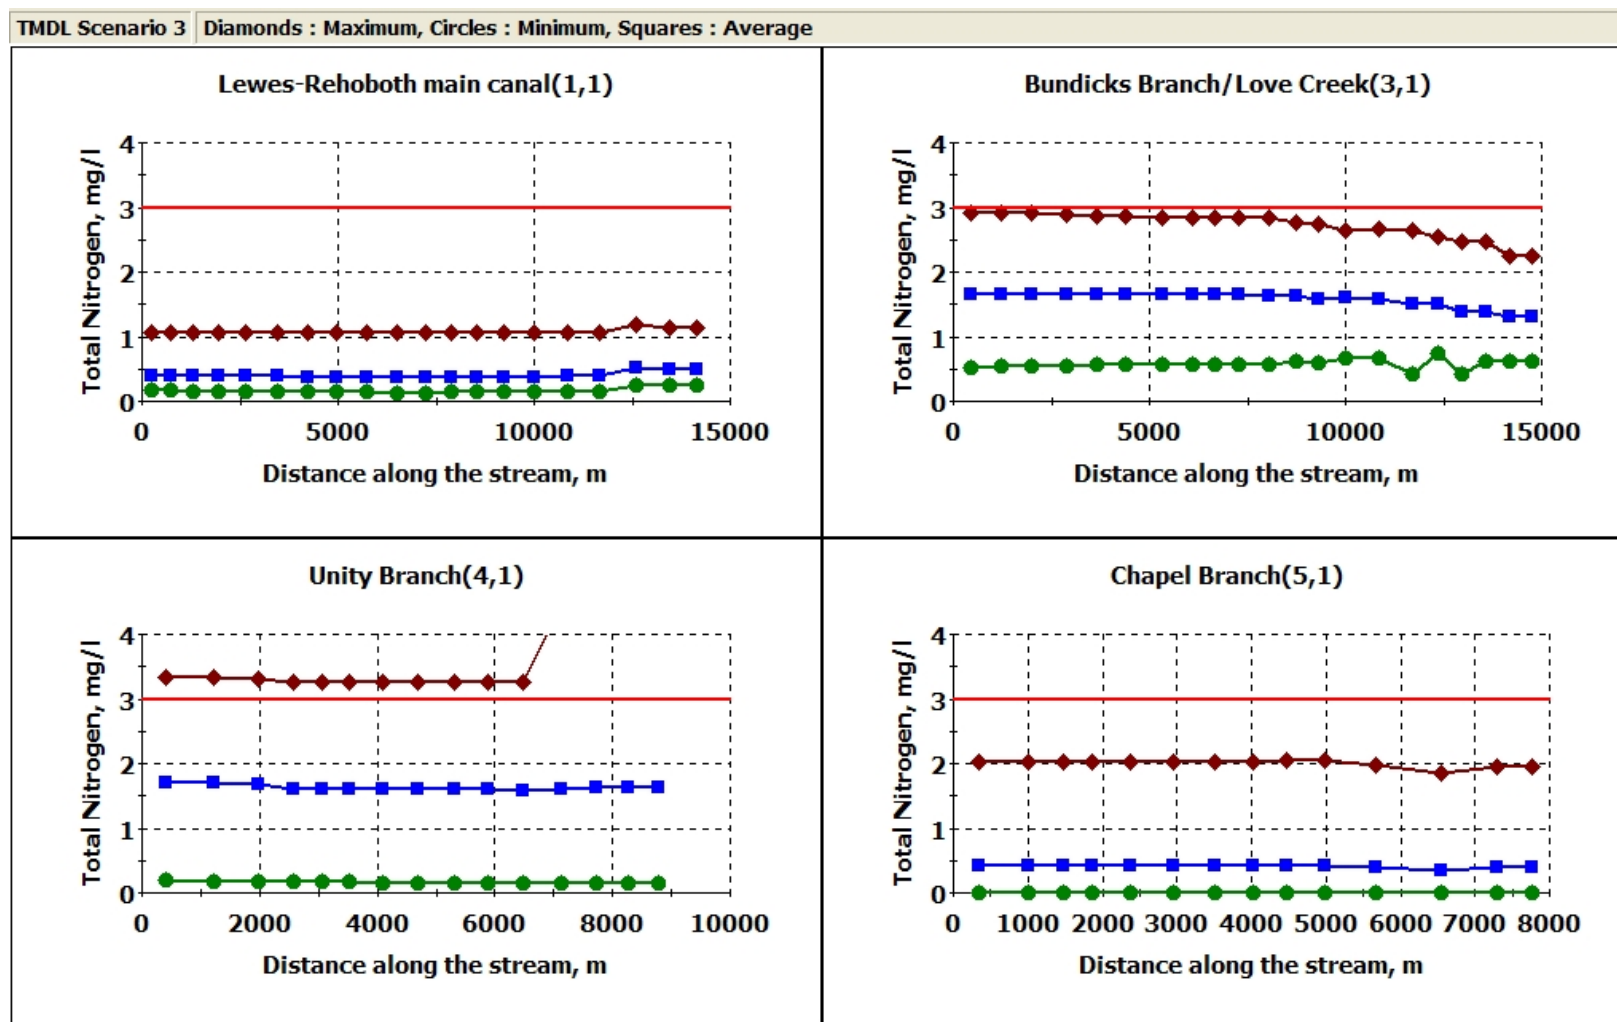 TMDL Scenario 3 Diamonds : Maximum, Circles : Minimum, Squares : Average
Lewes-Rehoboth main canal(1,1)
Total Nitrogen, mg/l
4
3
2
1
0
0 5000 10000 15000
Distance along the stream, m
Bundicks Branch/Love Creek(3,1)
Total Nitrogen, mg/l
4
3
2
1
0
0 5000 10000 15000
Distance along the stream, m
Unity Branch(4,1)
Total Nitrogen, mg/l
4
3
2
1
0
0 2000 4000 6000 8000 10000
Distance along the stream, m
Chapel Branch(5,1)
Total Nitrogen, mg/l
4
3
2
1
0
0 1000 2000 3000 4000 5000 6000 7000 8000
Distance along the stream, m